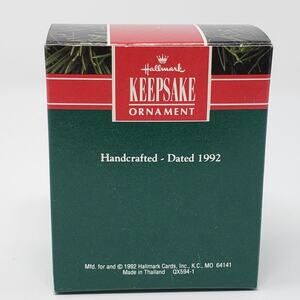 Hallmark
KEEPSAKE
ORNAMENT
Handcrafted - Dated 1992
Mfd. for and © 1992 Hallmark Cards, Inc., K.C., MO 64141
Made in Thailand QX594-1